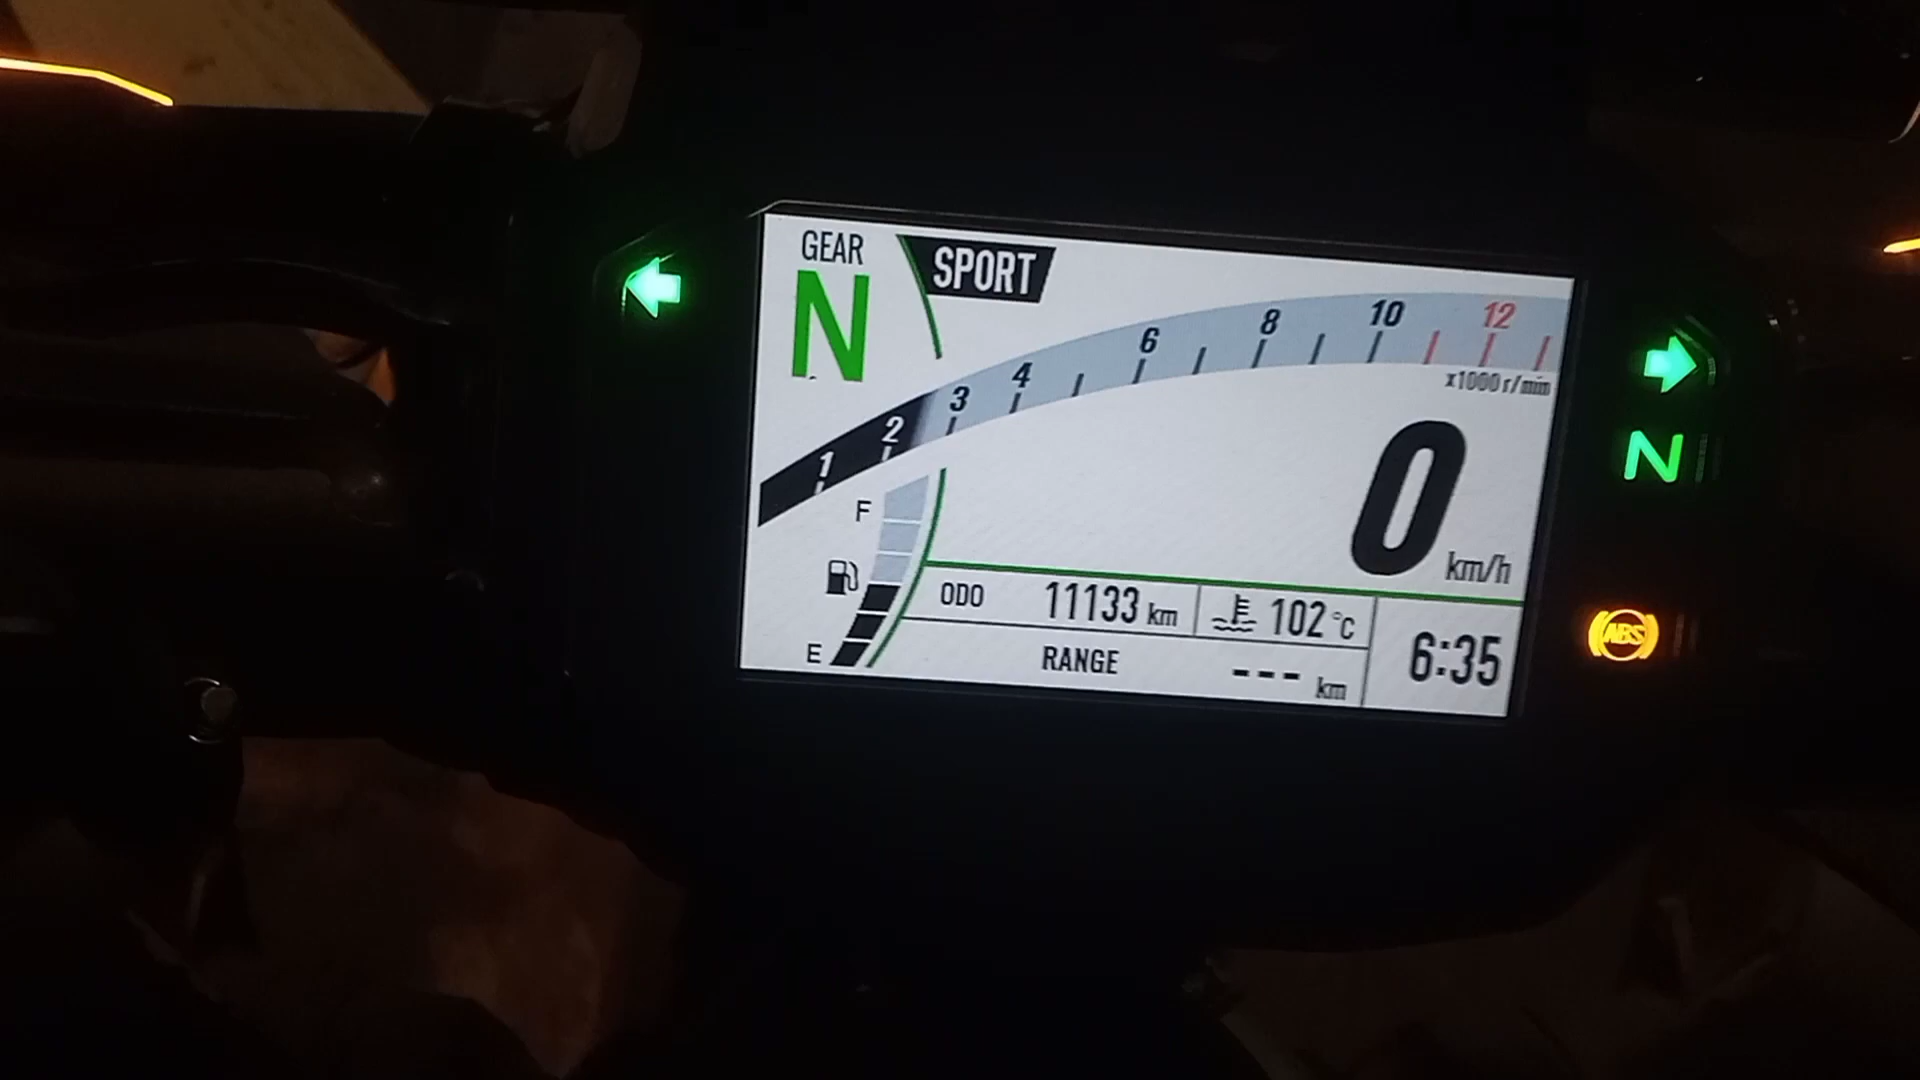 GEAR
N
SPORT
1 2 3 4 6 8 10 12
x1000 r/min
0 km/h
N
F
E
ODO 11133 km
102 °C
RANGE --- km
6:35
ABS